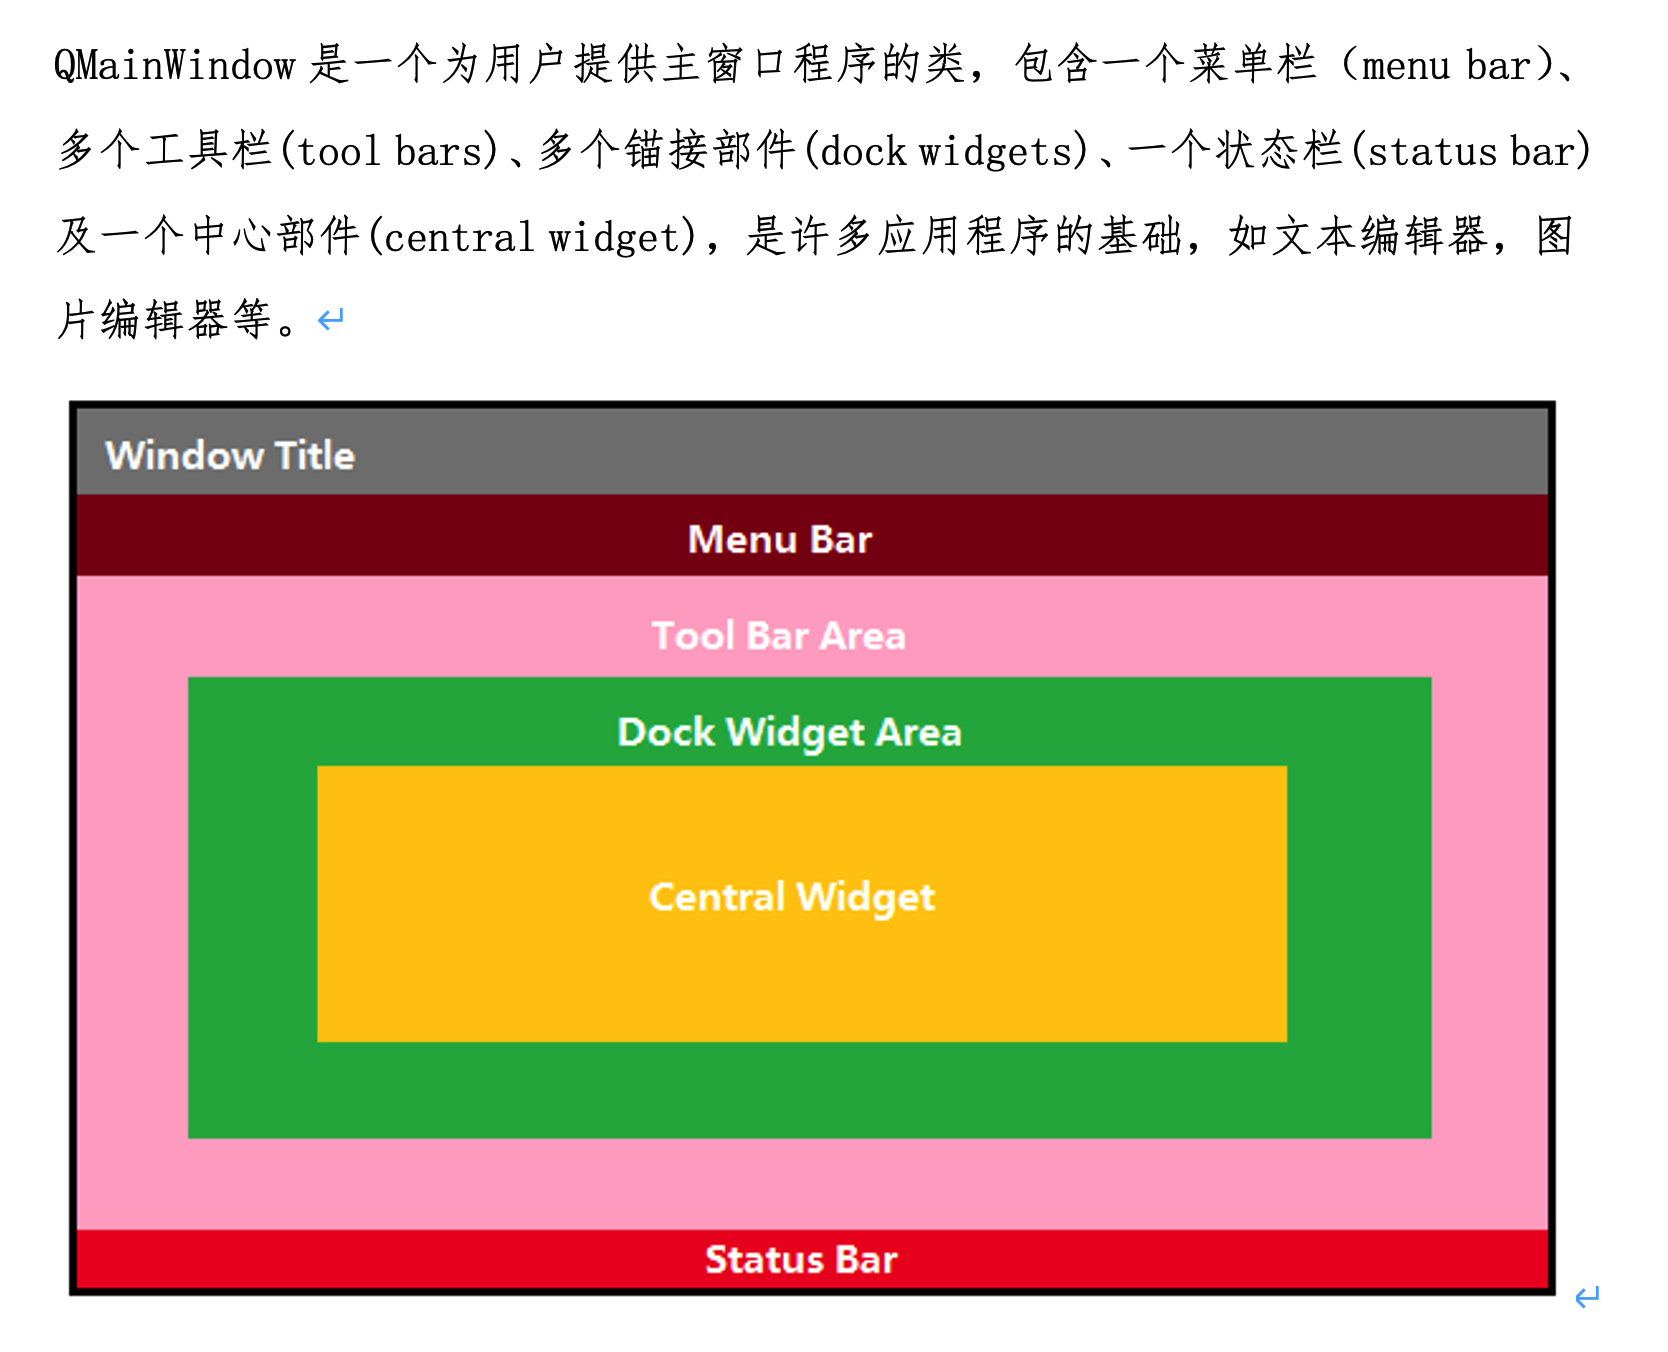 QMainWindow 是一个为用户提供主窗口程序的类，包含一个菜单栏（menu bar）、
多个工具栏(tool bars)、多个锚接部件(dock widgets)、一个状态栏(status bar)
及一个中心部件(central widget)，是许多应用程序的基础，如文本编辑器，图
片编辑器等。
Window Title
Menu Bar
Tool Bar Area
Dock Widget Area
Central Widget
Status Bar